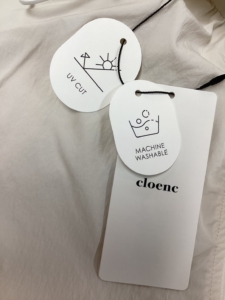 UV CUT
MACHINE
WASHABLE
cloenc